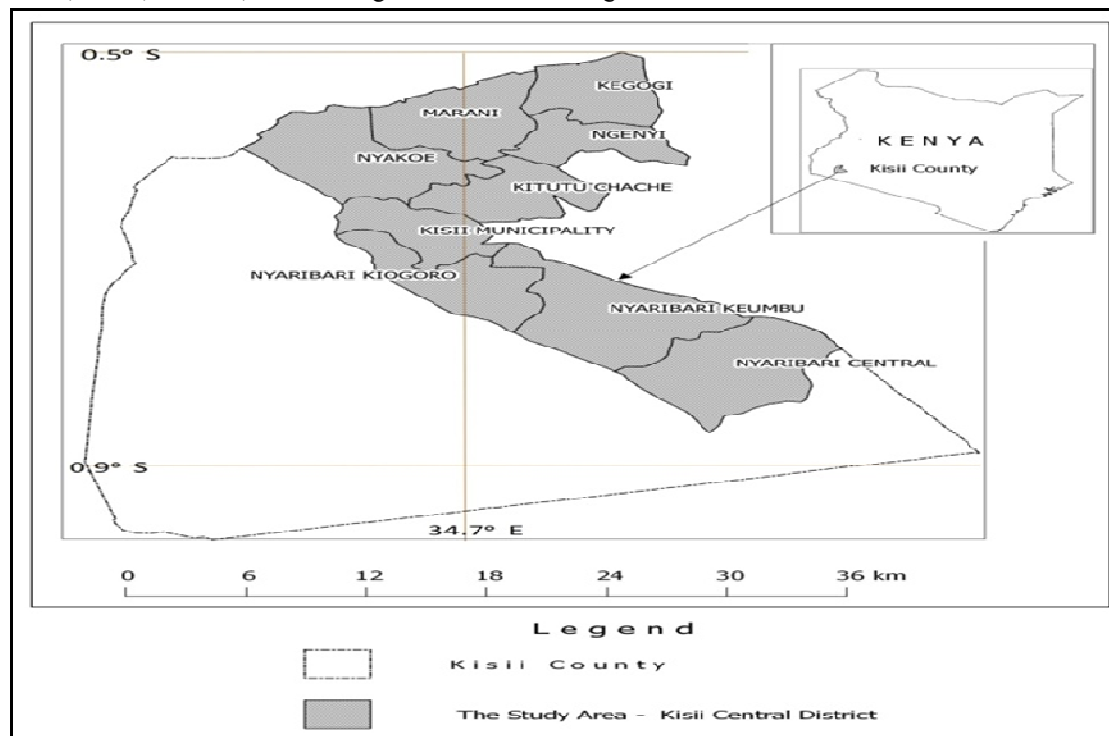 0.5° S
KEGOGI
MARANI
NGENYI
NYAKOE
KITUTU CHACHE
KISII MUNICIPALITY
NYARIBARI KIOGORO
NYARIBARI KEUMBU
NYARIBARI CENTRAL
KENYA
Kisii County
0.9° S
34.7° E
0 6 12 18 24 30 36 km
Legend
Kisii County
The Study Area - Kisii Central District